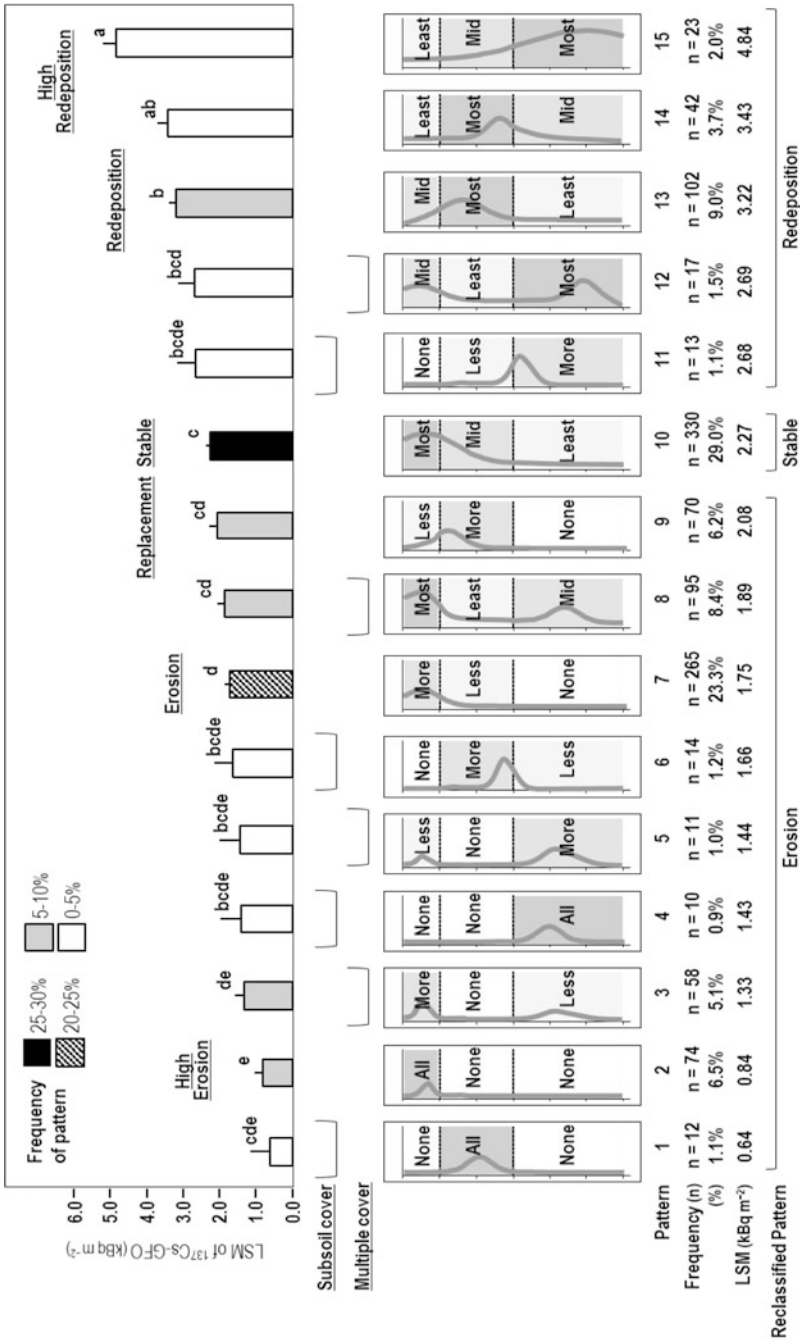 Frequency of pattern
25-30%
5-10%
20-25%
0-5%
LSM of ¹³⁷Cs-GFO (kBq m⁻²)
6.0
5.0
4.0
3.0
2.0
1.0
0.0
High Erosion
Erosion
Replacement
Stable
Redeposition
High Redeposition
cde
e
de
bcde
bcde
bcde
d
cd
cd
c
bcde
bcd
b
ab
a
Subsoil cover
Multiple cover
None All None
All None None
More None Less
None None All
Less None More
None More Less
More Less None
Most Least Mid
Less More None
Most Mid Least
None Less More
Mid Least Most
Mid Most Least
Least Most Mid
Least Mid Most
Pattern 1 2 3 4 5 6 7 8 9 10 11 12 13 14 15
Frequency (n) n = 12 n = 74 n = 58 n = 10 n = 11 n = 14 n = 265 n = 95 n = 70 n = 330 n = 13 n = 17 n = 102 n = 42 n = 23
(%) 1.1% 6.5% 5.1% 0.9% 1.0% 1.2% 23.3% 8.4% 6.2% 29.0% 1.1% 1.5% 9.0% 3.7% 2.0%
LSM (kBq m⁻²) 0.64 0.84 1.33 1.43 1.44 1.66 1.75 1.89 2.08 2.27 2.68 2.69 3.22 3.43 4.84
Reclassified Pattern Erosion Stable Redeposition